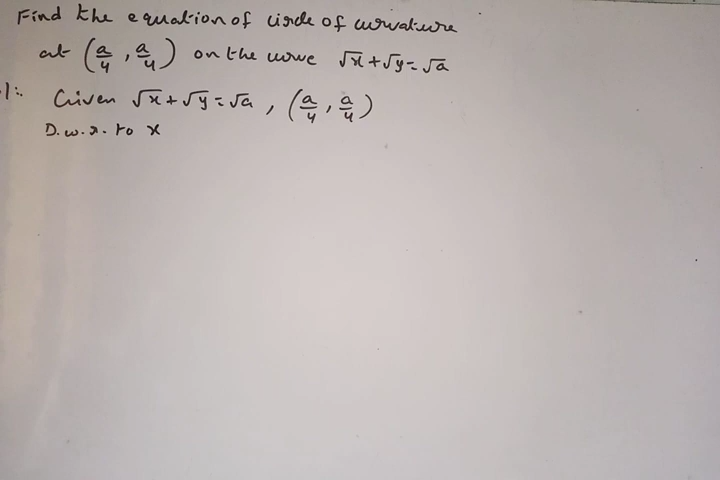 Find the equation of circle of curvature
at (a/4, a/4) on the curve √x+√y=√a
1:. Given √x+√y=√a, (a/4, a/4)
D.w.r. to x